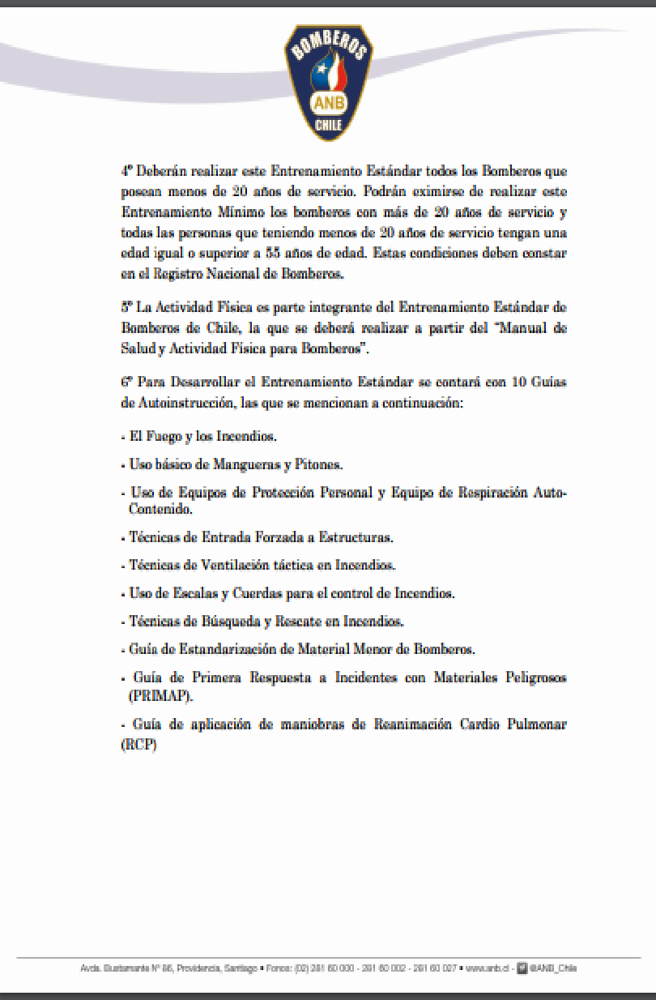 BOMBEROS
ANB
CHILE
4º Deberán realizar este Entrenamiento Estándar todos los Bomberos que
posean menos de 20 años de servicio. Podrán eximirse de realizar este
Entrenamiento Mínimo los bomberos con más de 20 años de servicio y
todas las personas que teniendo menos de 20 años de servicio tengan una
edad igual o superior a 55 años de edad. Estas condiciones deben constar
en el Registro Nacional de Bomberos.
5º La Actividad Física es parte integrante del Entrenamiento Estándar de
Bomberos de Chile, la que se deberá realizar a partir del “Manual de
Salud y Actividad Física para Bomberos”.
6º Para Desarrollar el Entrenamiento Estándar se contará con 10 Guías
de Autoinstrucción, las que se mencionan a continuación:
- El Fuego y los Incendios.
- Uso básico de Mangueras y Pitones.
- Uso de Equipos de Protección Personal y Equipo de Respiración Auto-
Contenido.
- Técnicas de Entrada Forzada a Estructuras.
- Técnicas de Ventilación táctica en Incendios.
- Uso de Escalas y Cuerdas para el control de Incendios.
- Técnicas de Búsqueda y Rescate en Incendios.
- Guía de Estandarización de Material Menor de Bomberos.
- Guía de Primera Respuesta a Incidentes con Materiales Peligrosos
(PRIMAP).
- Guía de aplicación de maniobras de Reanimación Cardio Pulmonar
(RCP)
Avda. Bustamante Nº 86, Providencia, Santiago • Fonos: (02) 281 60 000 - 281 60 002 - 281 60 027 • www.anb.cl - @ANB_Chile